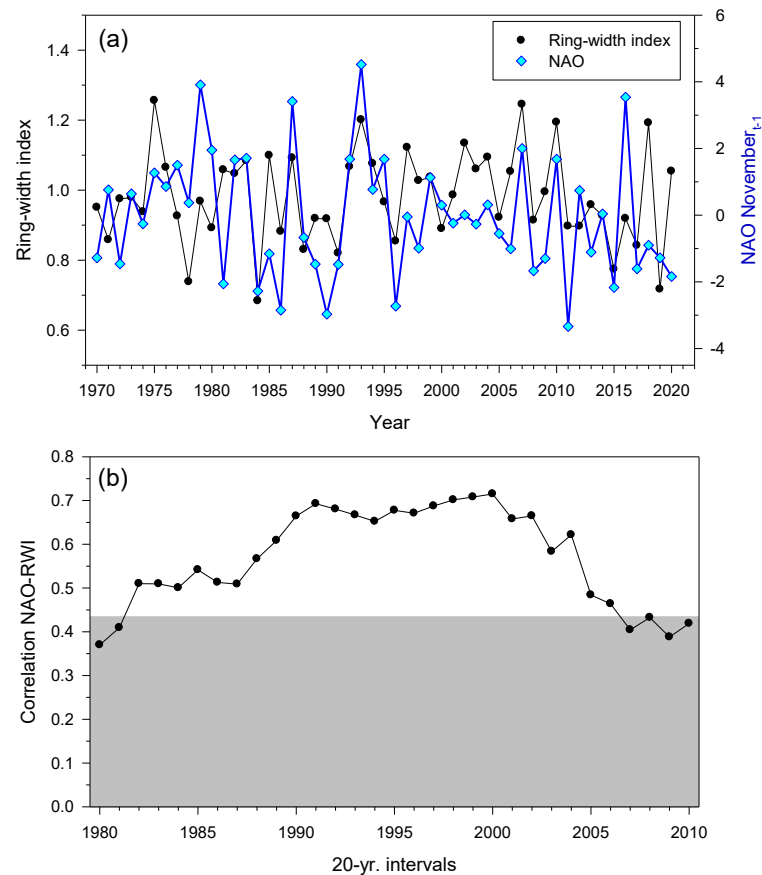 (a)
Ring-width index
NAO
1.4
1.2
1.0
0.8
0.6
Ring-width index
6
4
2
0
-2
-4
NAO Novemberₜ₋₁
1970 1975 1980 1985 1990 1995 2000 2005 2010 2015 2020
Year
(b)
0.8
0.7
0.6
0.5
0.4
0.3
0.2
0.1
0.0
Correlation NAO-RWI
1980 1985 1990 1995 2000 2005 2010
20-yr. intervals